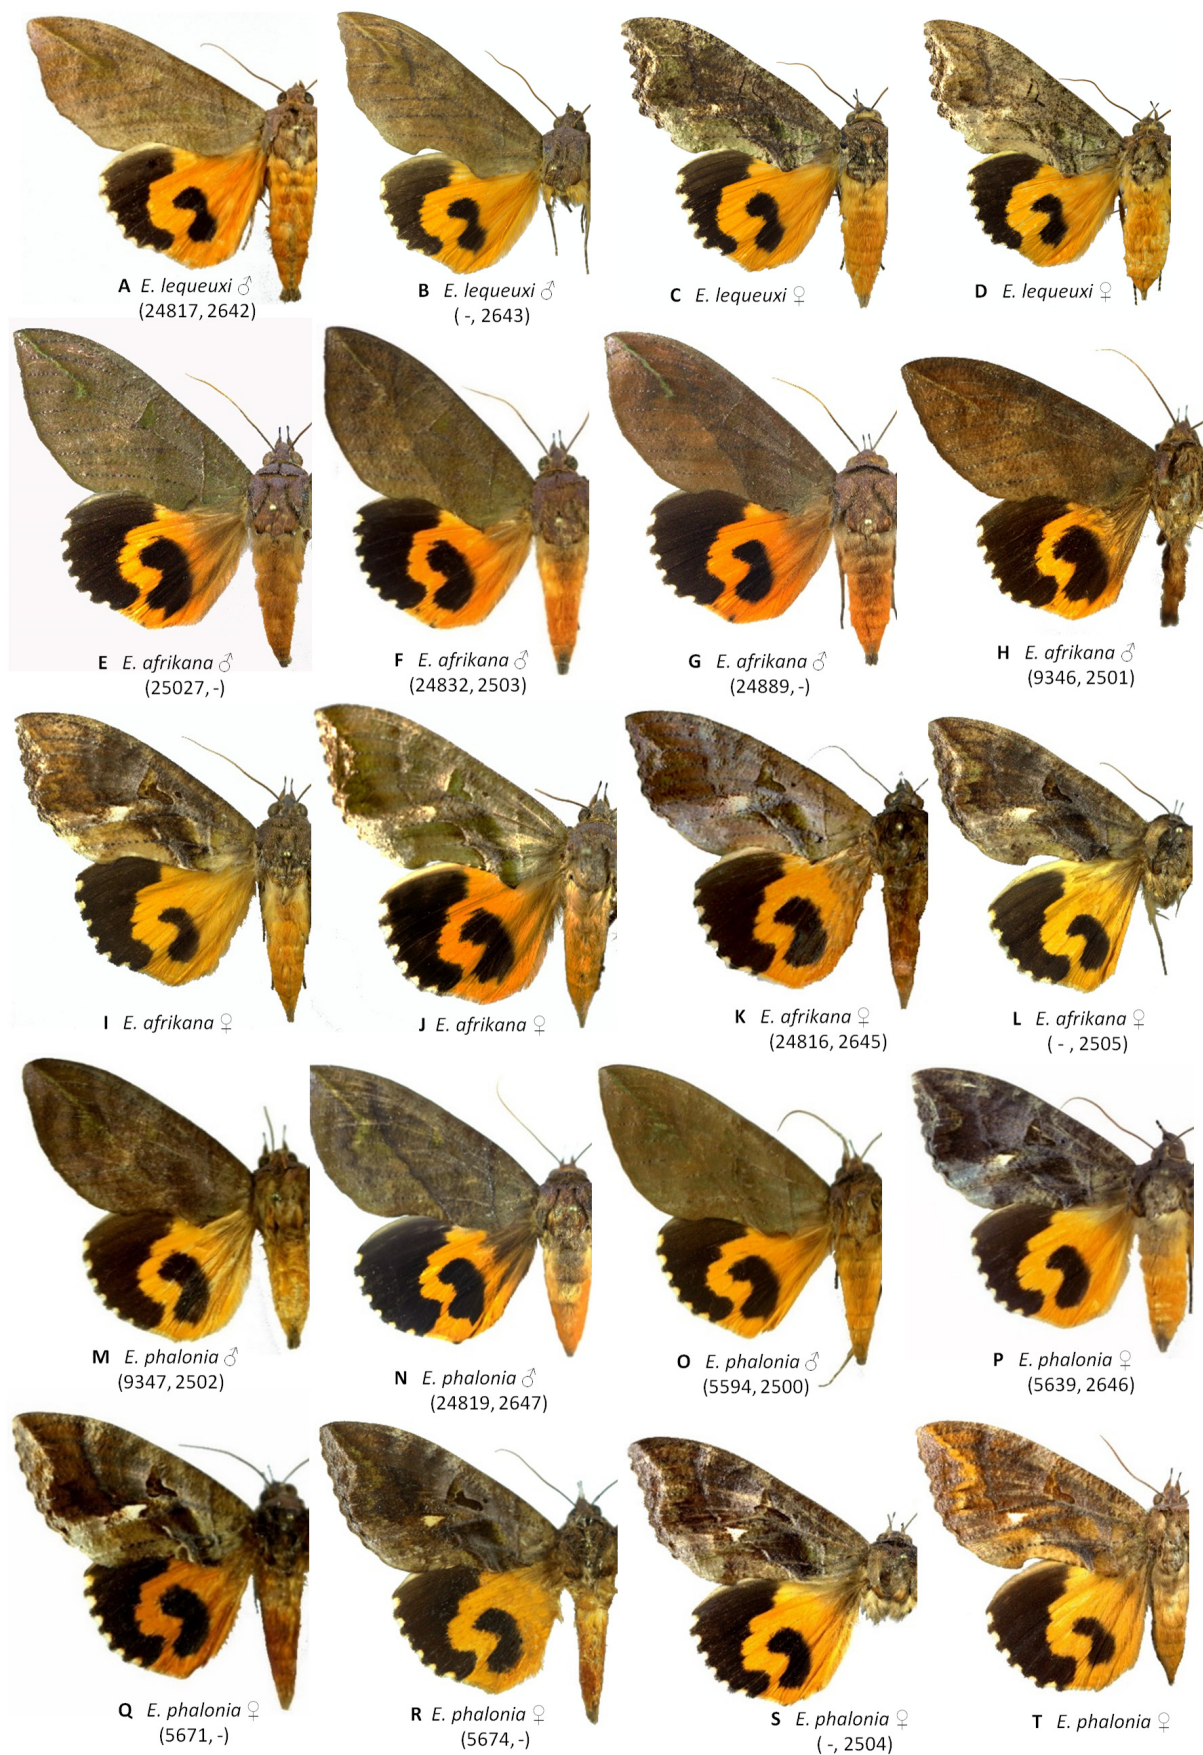 A E. lequeuxi ♂
(24817, 2642)
B E. lequeuxi ♂
( -, 2643)
C E. lequeuxi ♀
D E. lequeuxi ♀
E E. afrikana ♂
(25027, -)
F E. afrikana ♂
(24832, 2503)
G E. afrikana ♂
(24889, -)
H E. afrikana ♂
(9346, 2501)
I E. afrikana ♀
J E. afrikana ♀
K E. afrikana ♀
(24816, 2645)
L E. afrikana ♀
( - , 2505)
M E. phalonia ♂
(9347, 2502)
N E. phalonia ♂
(24819, 2647)
O E. phalonia ♂
(5594, 2500)
P E. phalonia ♀
(5639, 2646)
Q E. phalonia ♀
(5671, -)
R E. phalonia ♀
(5674, -)
S E. phalonia ♀
( -, 2504)
T E. phalonia ♀